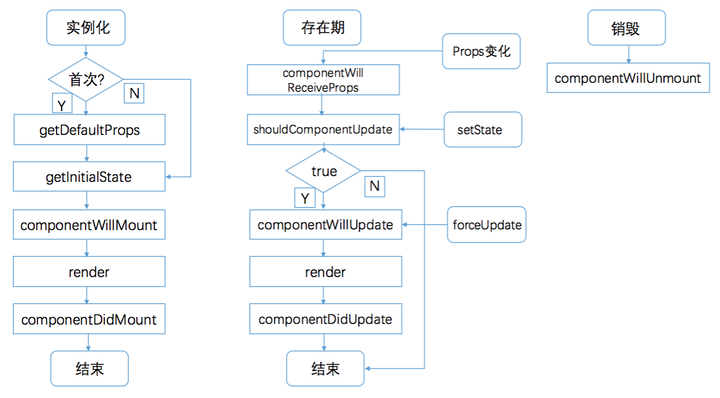 实例化
首次?
Y
N
getDefaultProps
getInitialState
componentWillMount
render
componentDidMount
结束
存在期
Props变化
componentWill
ReceiveProps
shouldComponentUpdate
setState
true
Y
N
componentWillUpdate
forceUpdate
render
componentDidUpdate
结束
销毁
componentWillUnmount